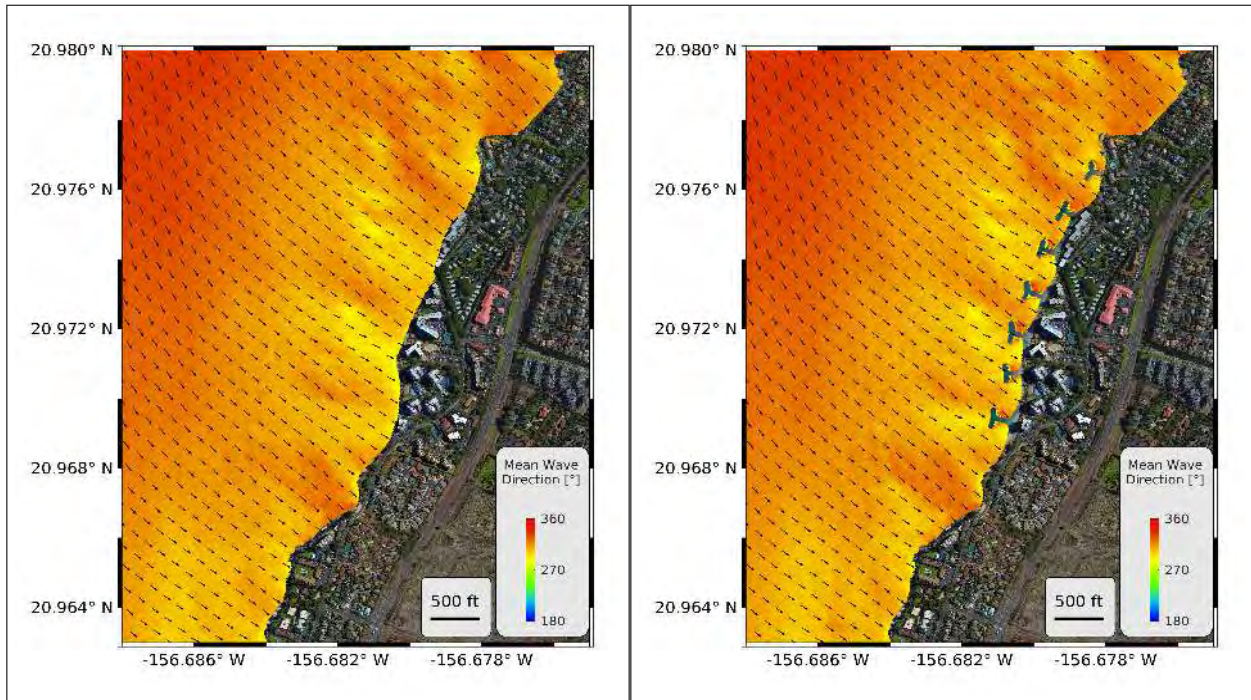 20.980° N
20.976° N
20.972° N
20.968° N
20.964° N
-156.686° W
-156.682° W
-156.678° W
Mean Wave
Direction [°]
360
270
180
500 ft
20.980° N
20.976° N
20.972° N
20.968° N
20.964° N
-156.686° W
-156.682° W
-156.678° W
Mean Wave
Direction [°]
360
270
180
500 ft